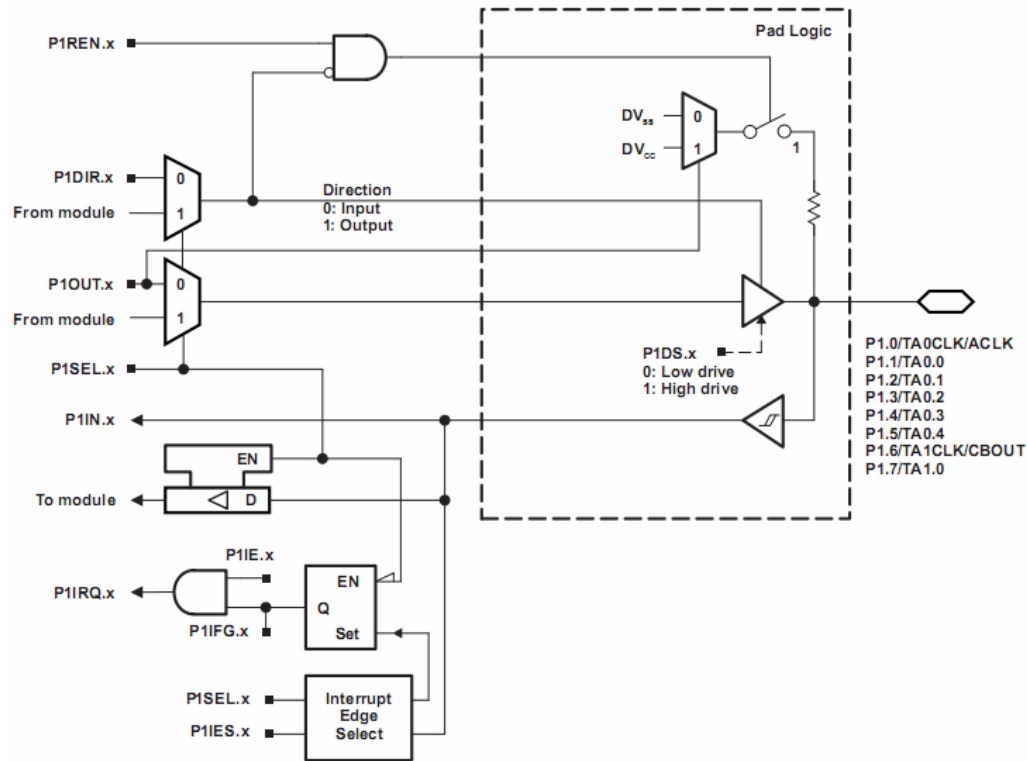 Pad Logic
P1REN.x
DVss
0
DVcc
1
1
P1DIR.x
0
From module
1
Direction
0: Input
1: Output
P1OUT.x
0
From module
1
P1SEL.x
P1DS.x
0: Low drive
1: High drive
P1.0/TA0CLK/ACLK
P1.1/TA0.0
P1.2/TA0.1
P1.3/TA0.2
P1.4/TA0.3
P1.5/TA0.4
P1.6/TA1CLK/CBOUT
P1.7/TA1.0
P1IN.x
EN
To module
D
P1IE.x
P1IRQ.x
EN
Q
P1IFG.x
Set
P1SEL.x
P1IES.x
Interrupt
Edge
Select